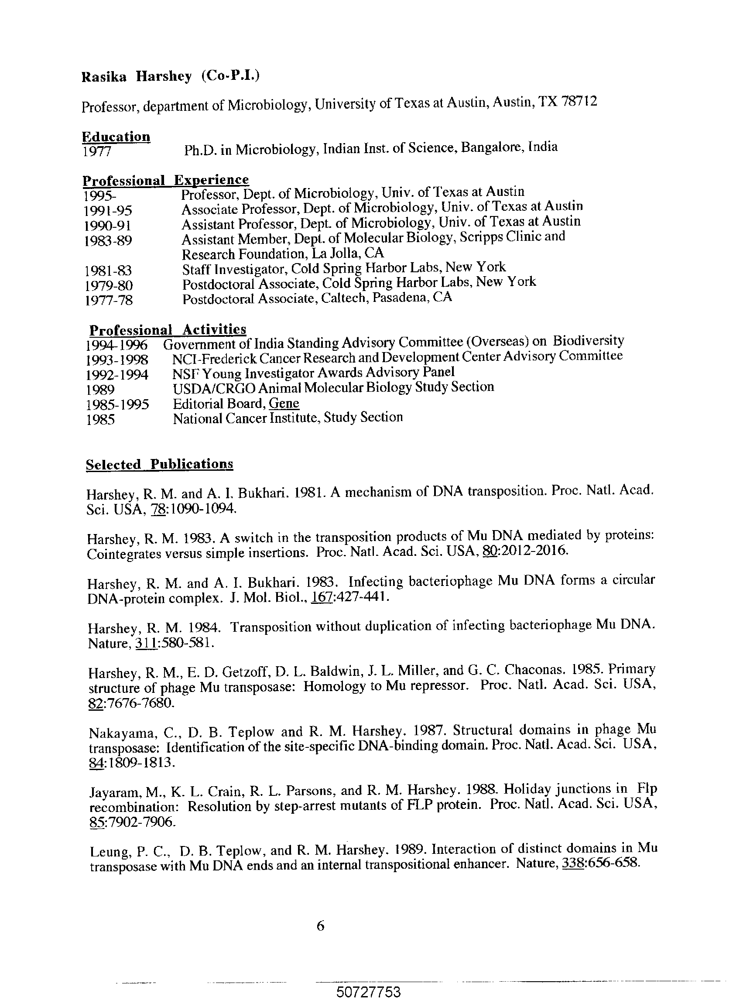 Rasika Harshey (Co-P.I.)
Professor, department of Microbiology, University of Texas at Austin, Austin, TX 78712
Education
1977 Ph.D. in Microbiology, Indian Inst. of Science, Bangalore, India
Professional Experience
1995- Professor, Dept. of Microbiology, Univ. of Texas at Austin
1991-95 Associate Professor, Dept. of Microbiology, Univ. of Texas at Austin
1990-91 Assistant Professor, Dept. of Microbiology, Univ. of Texas at Austin
1983-89 Assistant Member, Dept. of Molecular Biology, Scripps Clinic and
Research Foundation, La Jolla, CA
1981-83 Staff Investigator, Cold Spring Harbor Labs, New York
1979-80 Postdoctoral Associate, Cold Spring Harbor Labs, New York
1977-78 Postdoctoral Associate, Caltech, Pasadena, CA
Professional Activities
1994-1996 Government of India Standing Advisory Committee (Overseas) on Biodiversity
1993-1998 NCI-Frederick Cancer Research and Development Center Advisory Committee
1992-1994 NSF Young Investigator Awards Advisory Panel
1989 USDA/CRGO Animal Molecular Biology Study Section
1985-1995 Editorial Board, Gene
1985 National Cancer Institute, Study Section
Selected Publications
Harshey, R. M. and A. I. Bukhari. 1981. A mechanism of DNA transposition. Proc. Natl. Acad.
Sci. USA, 78:1090-1094.
Harshey, R. M. 1983. A switch in the transposition products of Mu DNA mediated by proteins:
Cointegrates versus simple insertions. Proc. Natl. Acad. Sci. USA, 80:2012-2016.
Harshey, R. M. and A. I. Bukhari. 1983. Infecting bacteriophage Mu DNA forms a circular
DNA-protein complex. J. Mol. Biol., 167:427-441.
Harshey, R. M. 1984. Transposition without duplication of infecting bacteriophage Mu DNA.
Nature, 311:580-581.
Harshey, R. M., E. D. Getzoff, D. L. Baldwin, J. L. Miller, and G. C. Chaconas. 1985. Primary
structure of phage Mu transposase: Homology to Mu repressor. Proc. Natl. Acad. Sci. USA,
82:7676-7680.
Nakayama, C., D. B. Teplow and R. M. Harshey. 1987. Structural domains in phage Mu
transposase: Identification of the site-specific DNA-binding domain. Proc. Natl. Acad. Sci. USA,
84:1809-1813.
Jayaram, M., K. L. Crain, R. L. Parsons, and R. M. Harshey. 1988. Holiday junctions in Flp
recombination: Resolution by step-arrest mutants of FLP protein. Proc. Natl. Acad. Sci. USA,
85:7902-7906.
Leung, P. C., D. B. Teplow, and R. M. Harshey. 1989. Interaction of distinct domains in Mu
transposase with Mu DNA ends and an internal transpositional enhancer. Nature, 338:656-658.
6
50727753